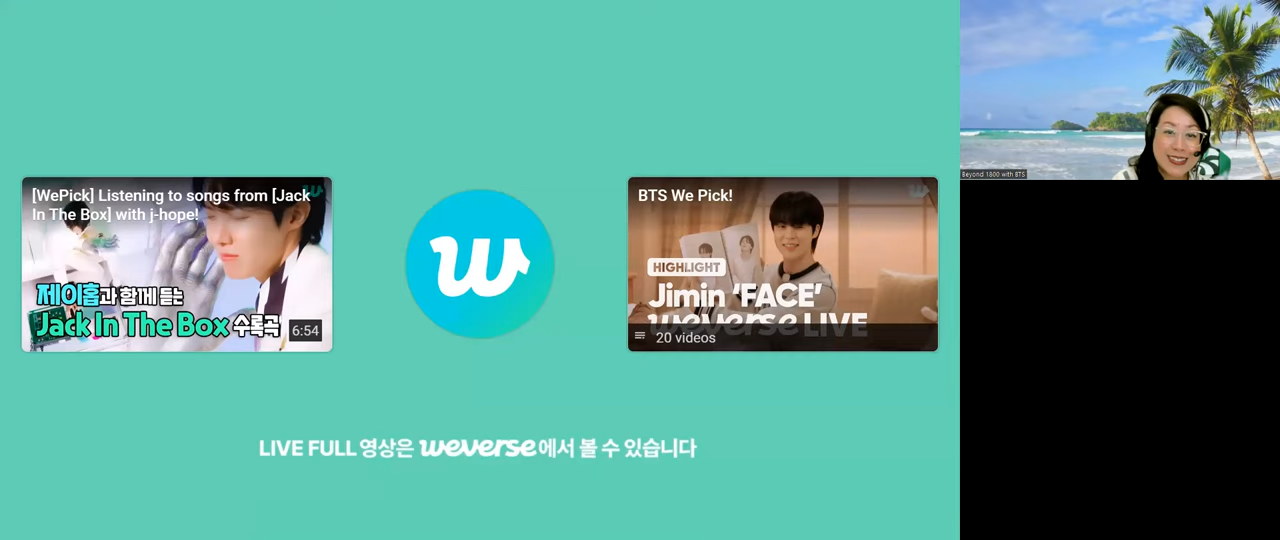 [WePick] Listening to songs from [Jack
In The Box] with j-hope!
제이홉과 함께 듣는
Jack In The Box 수록곡
6:54
w
BTS We Pick!
HIGHLIGHT
Jimin ‘FACE’
weverse LIVE
20 videos
LIVE FULL 영상은 weverse에서 볼 수 있습니다
Beyond 1800 with BTS